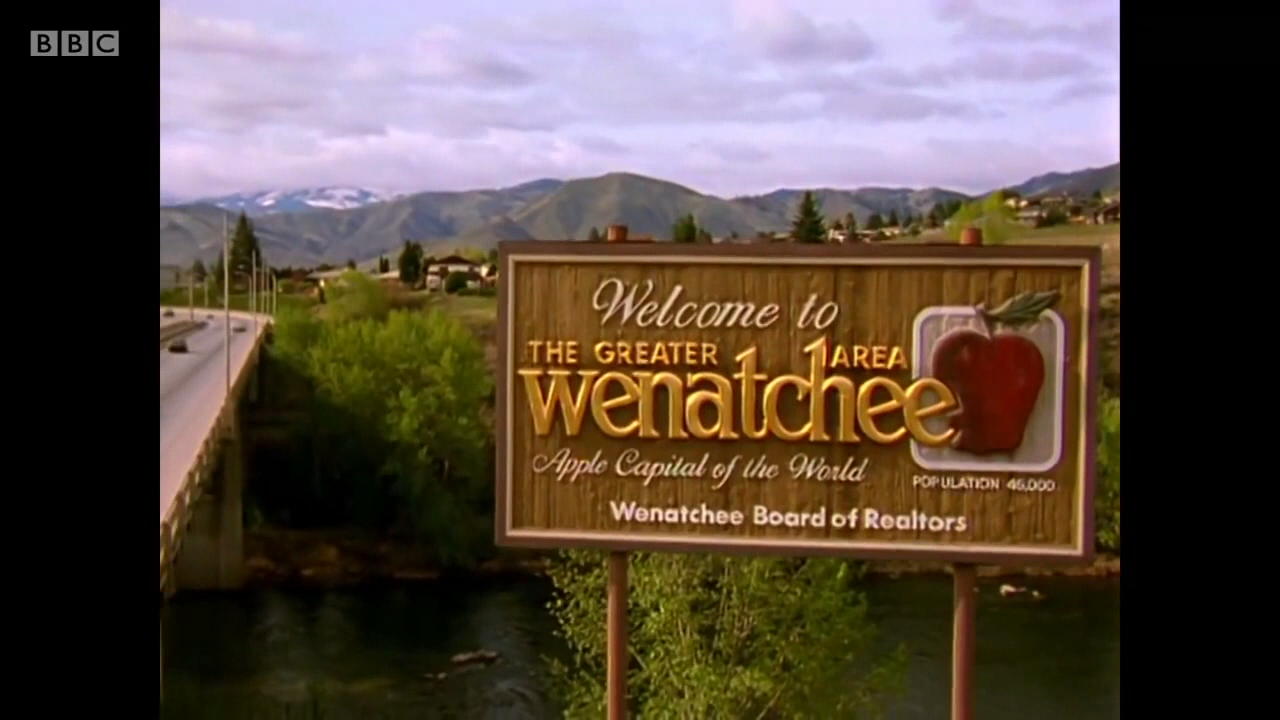 BBC
Welcome to
THE GREATER AREA
wenatchee
Apple Capital of the World
POPULATION 46,000
Wenatchee Board of Realtors